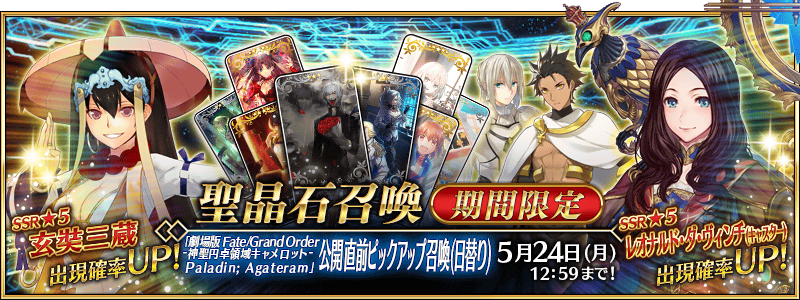 聖晶石召喚
期間限定
SSR★5
玄奘三蔵
出現確率UP!
「劇場版 Fate/Grand Order
-神聖円卓領域キャメロット-
Paladin; Agateram」
公開直前ピックアップ召喚(日替り)
5月24日(月)
12:59まで!
SSR★5
レオナルド・ダ・ヴィンチ(キャスター)
出現確率UP!